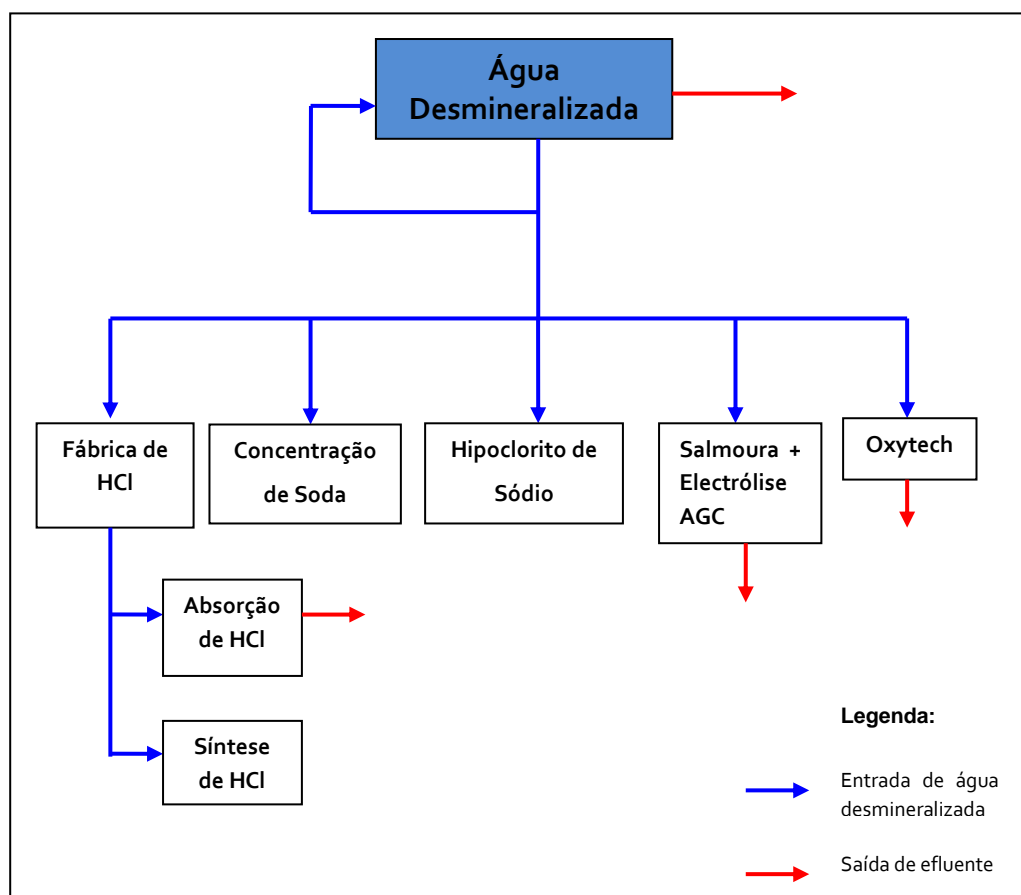 Água
Desmineralizada
Fábrica de
HCl
Concentração
de Soda
Hipoclorito de
Sódio
Salmoura +
Electrólise
AGC
Oxytech
Absorção
de HCl
Síntese
de HCl
Legenda:
Entrada de água
desmineralizada
Saída de efluente